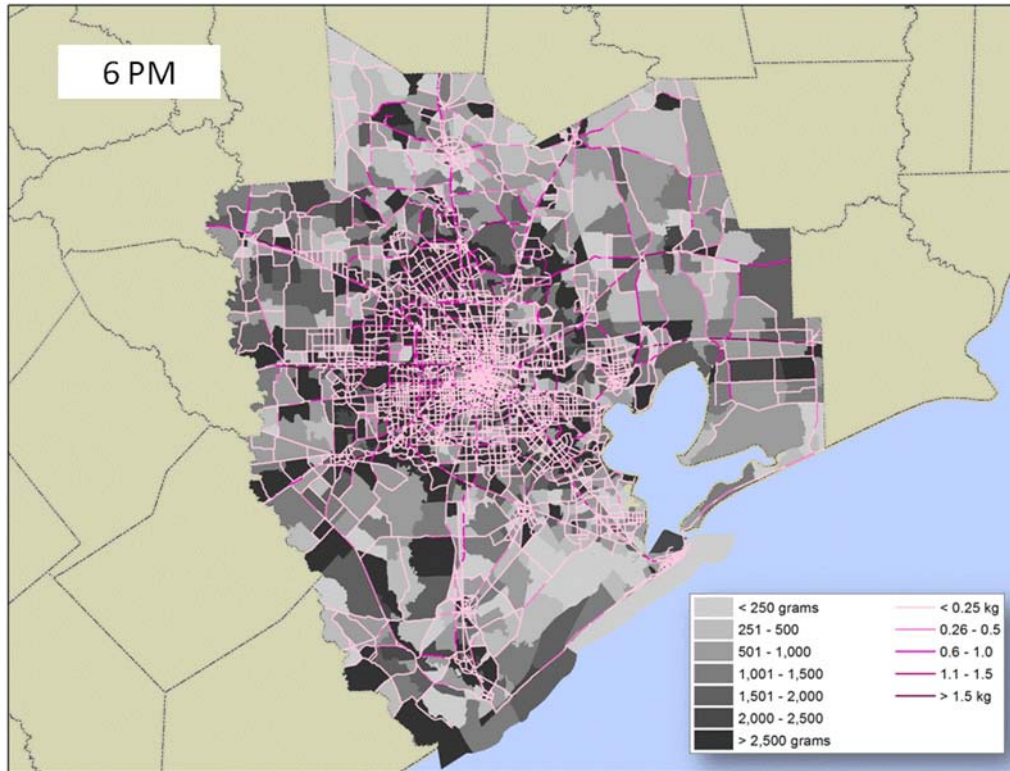 6 PM
< 250 grams
251 - 500
501 - 1,000
1,001 - 1,500
1,501 - 2,000
2,000 - 2,500
> 2,500 grams
< 0.25 kg
0.26 - 0.5
0.6 - 1.0
1.1 - 1.5
> 1.5 kg